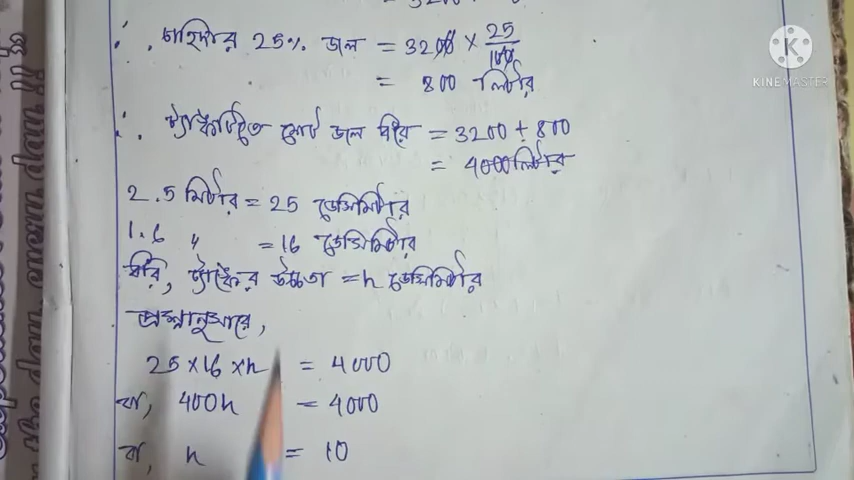 ∴ চাহিদার 25% জল = 3200 × 25/100
= 800 লিটার
∴ ট্যাঙ্কটিতে মোট জল ধরে = 3200 + 800
= 4000 লিটার
2.5 মিটার = 25 ডেসিমিটার
1.6 〃 = 16 ডেসিমিটার
ধরি, ট্যাঙ্কের উচ্চতা = h ডেসিমিটার
প্রশ্নানুসারে,
25 × 16 × h = 4000
বা, 400h = 4000
বা, h = 10
K
KINEMASTER